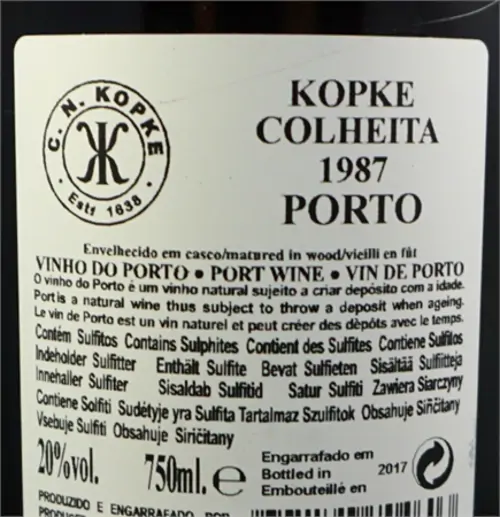 C. N. KOPKE
Estd 1638
KOPKE
COLHEITA
1987
PORTO
Envelhecido em casco/matured in wood/vieilli en fût
VINHO DO PORTO • PORT WINE • VIN DE PORTO
O vinho do Porto é um vinho natural sujeito a criar depósito com a idade.
Port is a natural wine thus subject to throw a deposit when ageing.
Le vin de Porto est un vin naturel et peut créer des dèpôts avec le temps.
Contém Sulfitos Contains Sulphites Contient des Sulfites Contiene Sulfitos
Indeholder Sulfitter Enthält Sulfite Bevat Sulfieten Sisältää Sulfiitteja
Innehaller Sulfiter Sisaldab Sulfitid Satur Sulfiti Zawiera Siarczyny
Contiene Solfiti Sudėtyje yra Sulfita Tartalmaz Szulfitok Obsahuje Siřičitany
Vsebuje Sulfiti Obsahuje Siričitany
20%vol. 750ml. ℮
Engarrafado em
Bottled in 2017
Embouteillé en
PRODUZIDO E ENGARRAFADO POR